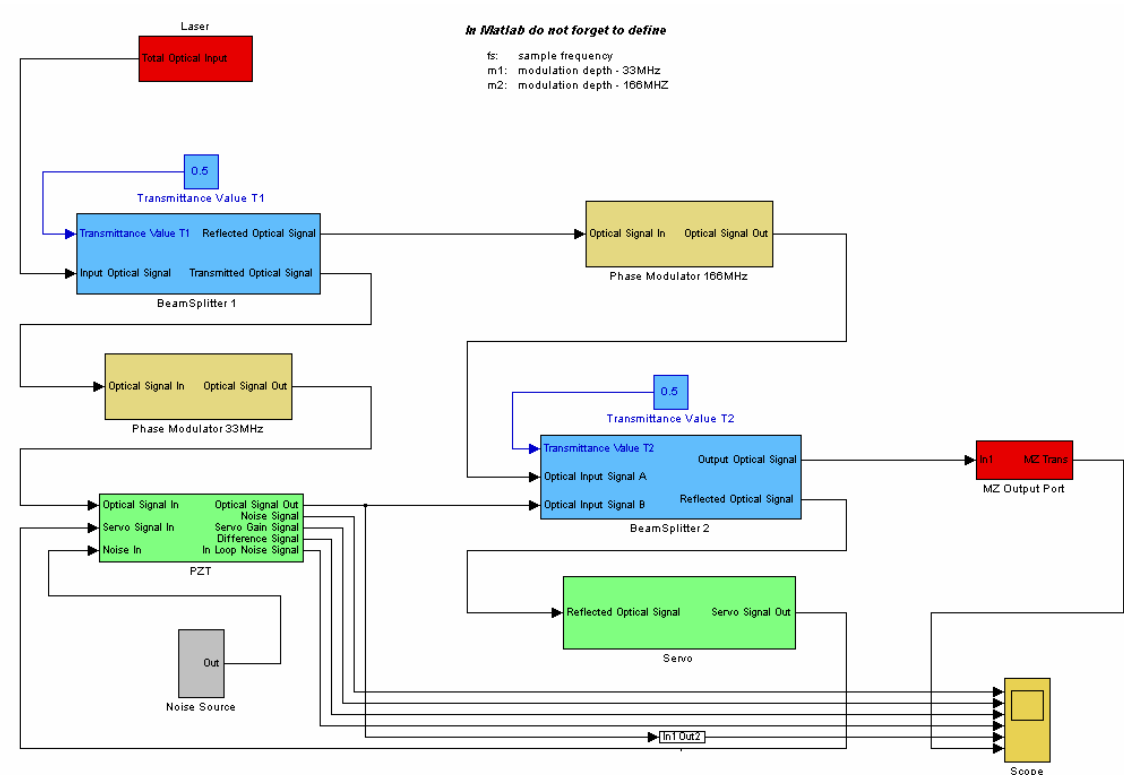 Laser
Total Optical Input
In Matlab do not forget to define
fs: sample frequency
m1: modulation depth - 33MHz
m2: modulation depth - 166MHZ
0.5
Transmittance Value T1
Transmittance Value T1 Reflected Optical Signal
Input Optical Signal Transmitted Optical Signal
BeamSplitter 1
Optical Signal In Optical Signal Out
Phase Modulator 166MHz
Optical Signal In Optical Signal Out
Phase Modulator 33MHz
0.5
Transmittance Value T2
Transmittance Value T2
Output Optical Signal
Optical Input Signal A
Reflected Optical Signal
Optical Input Signal B
BeamSplitter 2
In1 MZ Trans
MZ Output Port
Optical Signal In Optical Signal Out
Noise Signal
Servo Signal In Servo Gain Signal
Difference Signal
Noise In In Loop Noise Signal
PZT
Reflected Optical Signal Servo Signal Out
Servo
Out
Noise Source
In1 Out2
Scope